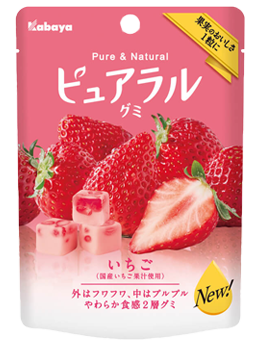 Kabaya
果実のおいしさ
1粒に
Pure & Natural
ピュアラル
グミ
いちご
(国産いちご果汁使用)
外はフワフワ、中はプルプル
やわらか食感2層グミ
New!